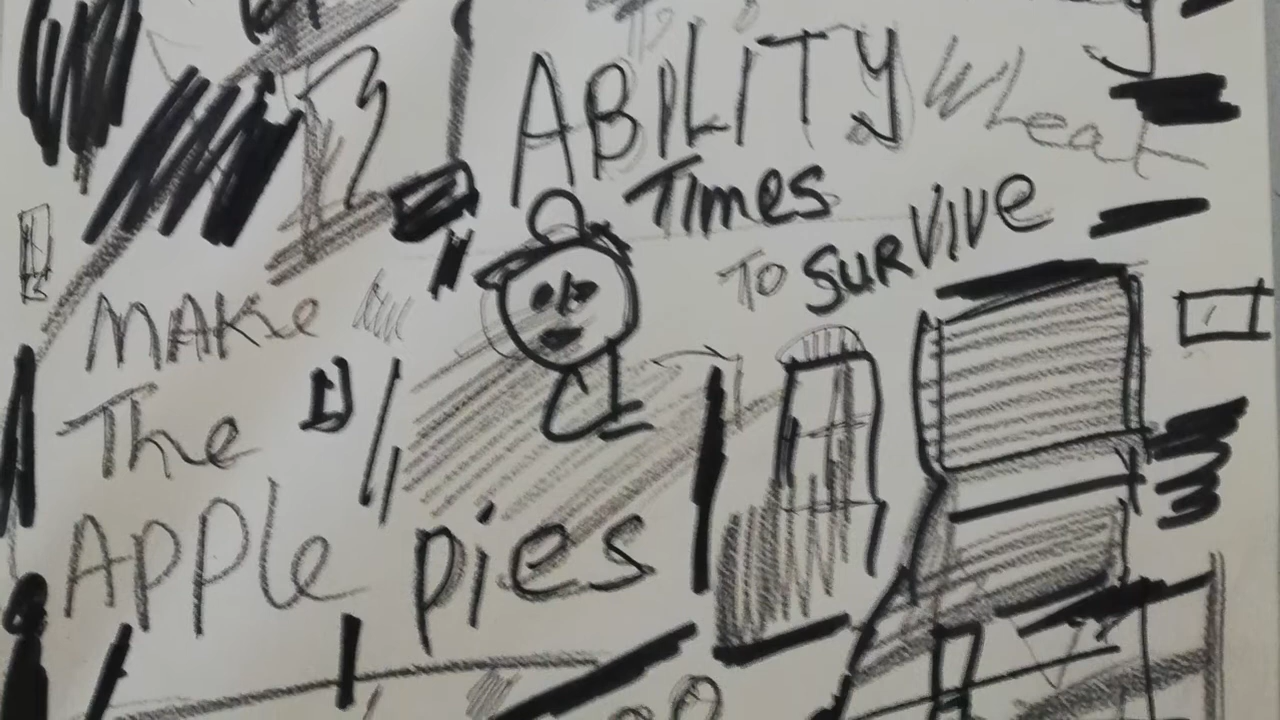 ABILITY
Wheat
Times
TO SURVIVE
MAKe
The
APPle pies